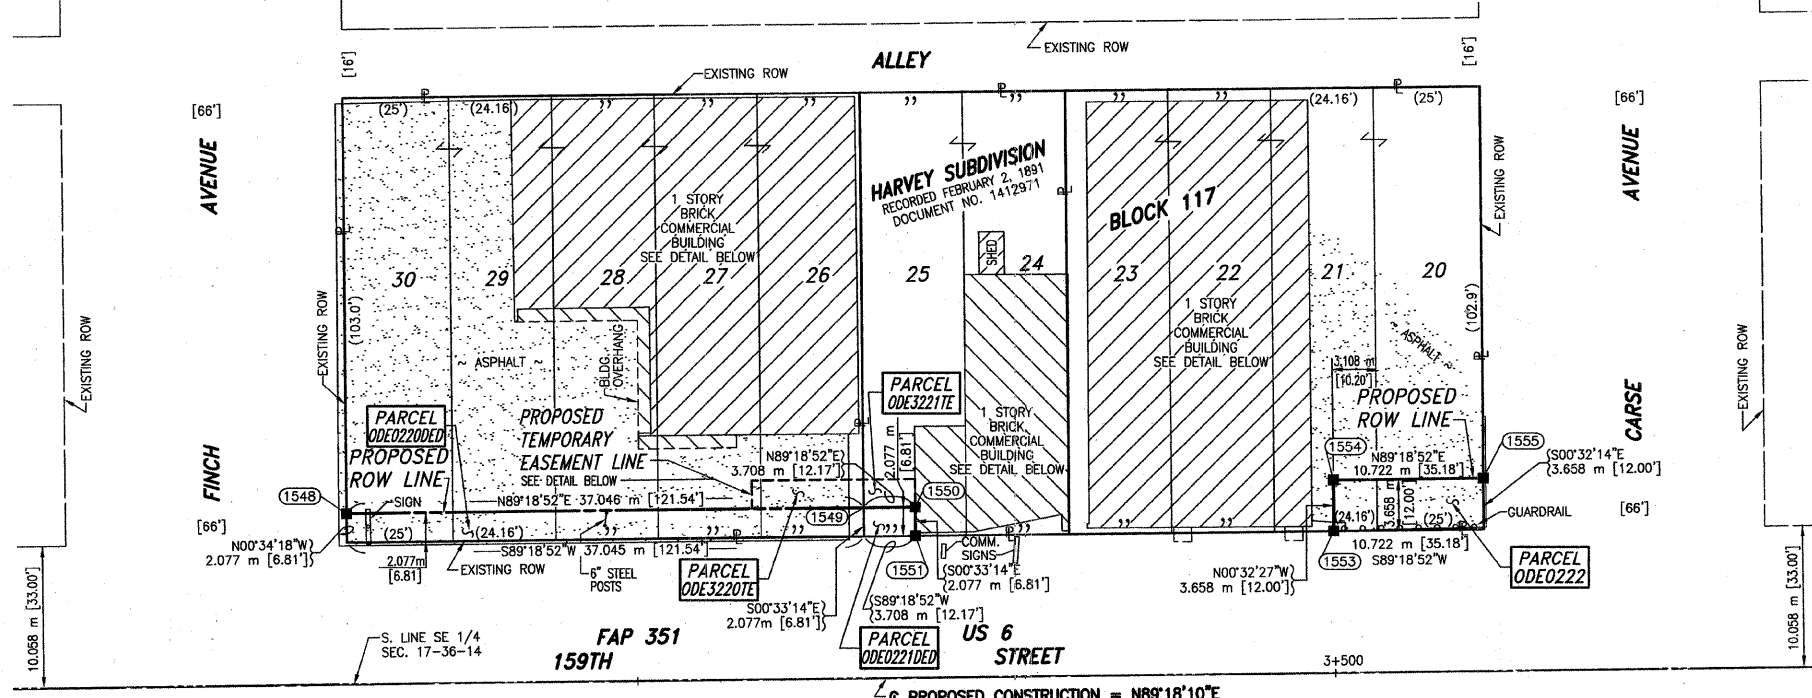 [16']
EXISTING ROW
[16']
ALLEY
EXISTING ROW
[66']
(25')
(24.16)
,,
,,
,,
,,
,,
,,
,,
(24.16')
(25')
[66']
AVENUE
HARVEY SUBDIVISION
RECORDED FEBRUARY 2, 1891
DOCUMENT NO. 1412971
BLOCK 117
EXISTING ROW
AVENUE
1 STORY
BRICK
COMMERCIAL
BUILDING
SEE DETAIL BELOW
SHED
30
29
28
27
26
25
24
23
22
21
20
(103.0')
(102.9')
EXISTING ROW
EXISTING ROW
EXISTING ROW
1 STORY
BRICK
COMMERCIAL
BUILDING
SEE DETAIL BELOW
~ ASPHALT ~
BLDG.
OVERHANG
~ ASPHALT ~
3.108 m
[10.20']
PARCEL
0DE3221TE
PARCEL
0DE0220DED
PROPOSED
ROW LINE
PROPOSED
TEMPORARY
EASEMENT LINE
SEE DETAIL BELOW
1 STORY
BRICK
COMMERCIAL
BUILDING
SEE DETAIL BELOW
PROPOSED
ROW LINE
CARSE
FINCH
N89°18'52"E
3.708 m [12.17']
2.077 m
[6.81']
1554
1555
N89°18'52"E
10.722 m [35.18']
S00°32'14"E
3.658 m [12.00']
1548
SIGN
N89°18'52"E 37.046 m [121.54']
1550
1549
3.658 m
[12.00']
GUARDRAIL
[66']
[66']
(25')
(24.16')
,,
,,
,,
,,
,,
,,
,,
(24.16')
(25')
N00°34'18"W
2.077 m [6.81']
2.077m
[6.81]
EXISTING ROW
S89°18'52"W 37.045 m [121.54']
6" STEEL
POSTS
COMM.
SIGNS
1551
1553
10.722 m [35.18']
S89°18'52"W
PARCEL
0DE3220TE
S00°33'14"E
2.077 m [6.81']
N00°32'27"W
3.658 m [12.00']
PARCEL
0DE0222
S00°33'14"E
2.077m [6.81']
S89°18'52"W
3.708 m [12.17']
10.058 m [33.00']
10.058 m [33.00']
S. LINE SE 1/4
SEC. 17-36-14
FAP 351
159TH
PARCEL
0DE0221DED
US 6
STREET
3+500
℄ PROPOSED CONSTRUCTION = N89°18'10"E